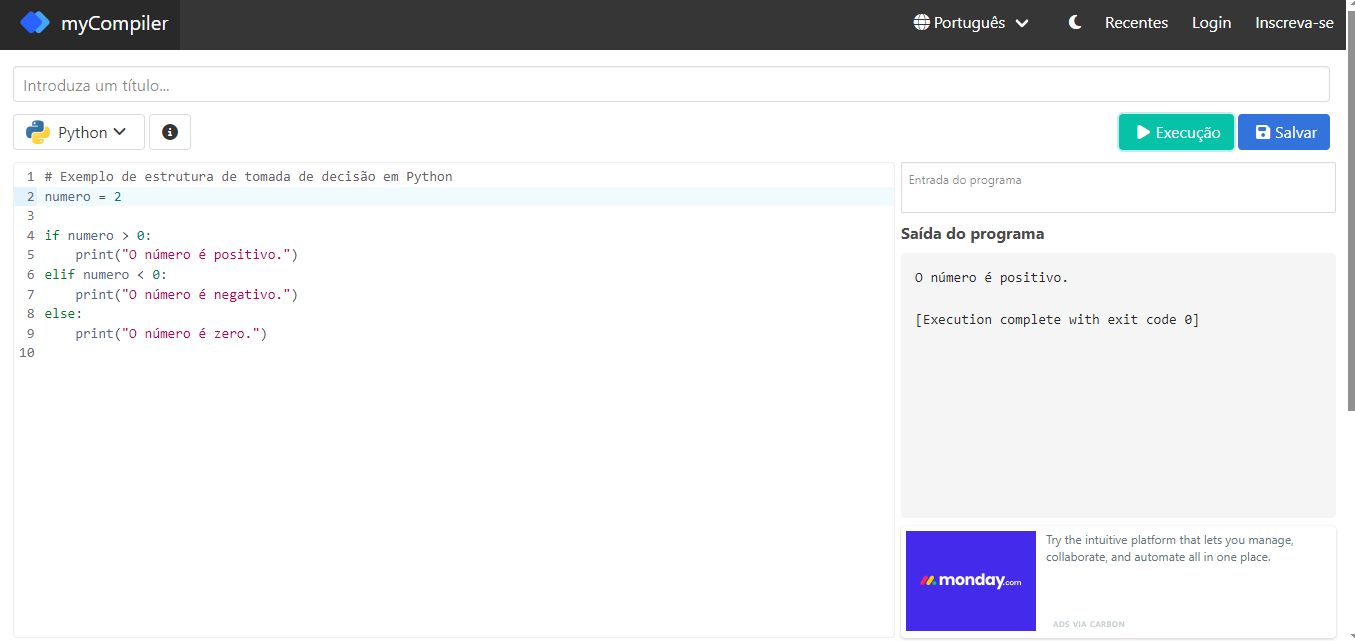 myCompiler
Português
Recentes
Login
Inscreva-se
Introduza um título...
Python
Execução
Salvar
1 # Exemplo de estrutura de tomada de decisão em Python
2 numero = 2
3
4 if numero > 0:
5     print("O número é positivo.")
6 elif numero < 0:
7     print("O número é negativo.")
8 else:
9     print("O número é zero.")
10
Entrada do programa
Saída do programa
O número é positivo.
[Execution complete with exit code 0]
monday.com
Try the intuitive platform that lets you manage,
collaborate, and automate all in one place.
ADS VIA CARBON